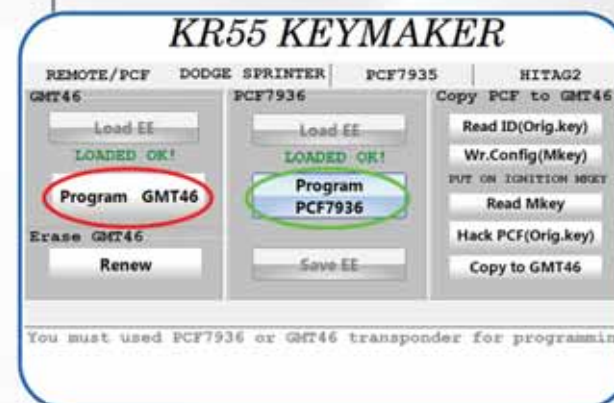 KR55 KEYMAKER
REMOTE/PCF DODGE SPRINTER PCF7935 HITAG2
GMT46
Load EE
LOADED OK!
Program GMT46
Erase GMT46
Renew
PCF7936
Load EE
LOADED OK!
Program
PCF7936
Save EE
Copy PCF to GMT46
Read ID(Orig.key)
Wr.Config(Mkey)
PUT ON IGNITION MKEY
Read Mkey
Hack PCF(Orig.key)
Copy to GMT46
You must used PCF7936 or GMT46 transponder for programmin